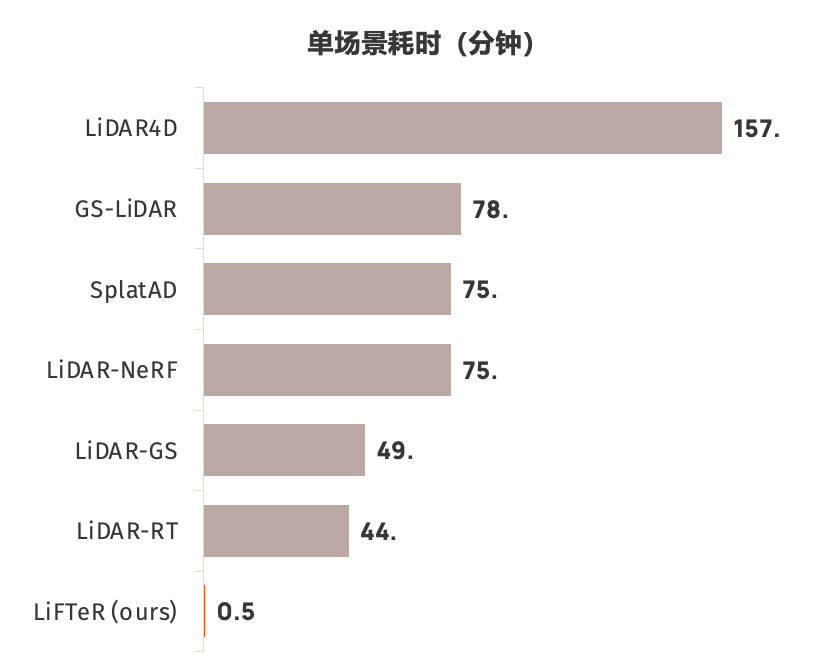 单场景耗时（分钟）
LiDAR4D 157.
GS-LiDAR 78.
SplatAD 75.
LiDAR-NeRF 75.
LiDAR-GS 49.
LiDAR-RT 44.
LiFTeR (ours) 0.5